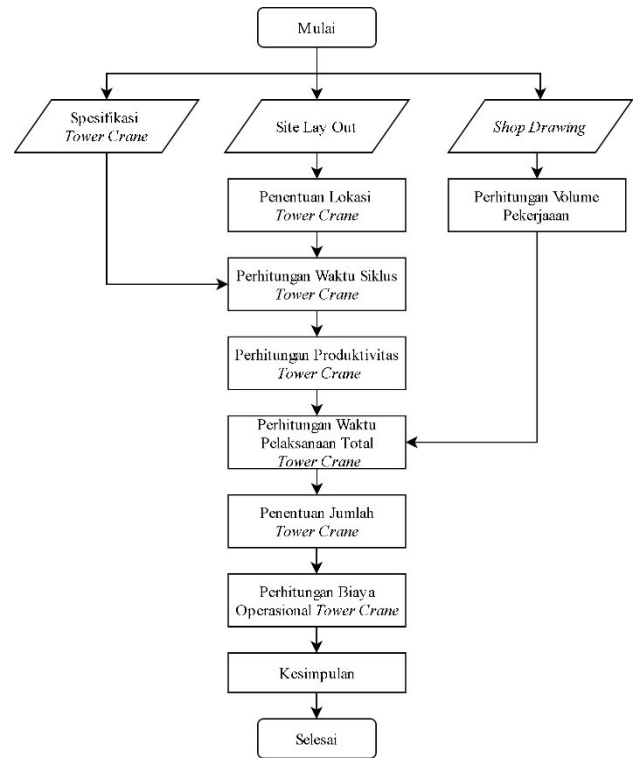 Mulai
Spesifikasi
Tower Crane
Site Lay Out
Shop Drawing
Penentuan Lokasi
Tower Crane
Perhitungan Volume
Pekerjaaan
Perhitungan Waktu Siklus
Tower Crane
Perhitungan Produktivitas
Tower Crane
Perhitungan Waktu
Pelaksanaan Total
Tower Crane
Penentuan Jumlah
Tower Crane
Perhitungan Biaya
Operasional Tower Crane
Kesimpulan
Selesai